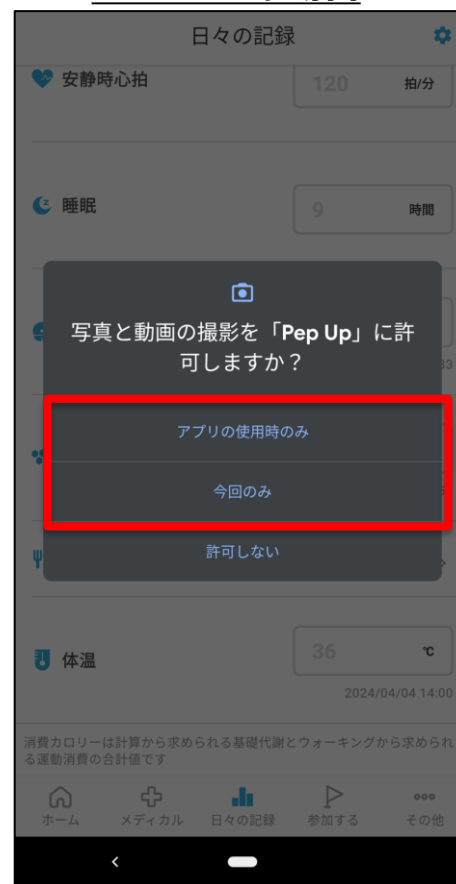 日々の記録
安静時心拍
120 拍/分
睡眠
9 時間
写真と動画の撮影を「Pep Up」に許
可しますか？
アプリの使用時のみ
今回のみ
許可しない
体温
36 ℃
2024/04/04 14:00
消費カロリーは計算から求められる基礎代謝とウォーキングから求められ
る運動消費の合計値です
ホーム メディカル 日々の記録 参加する その他